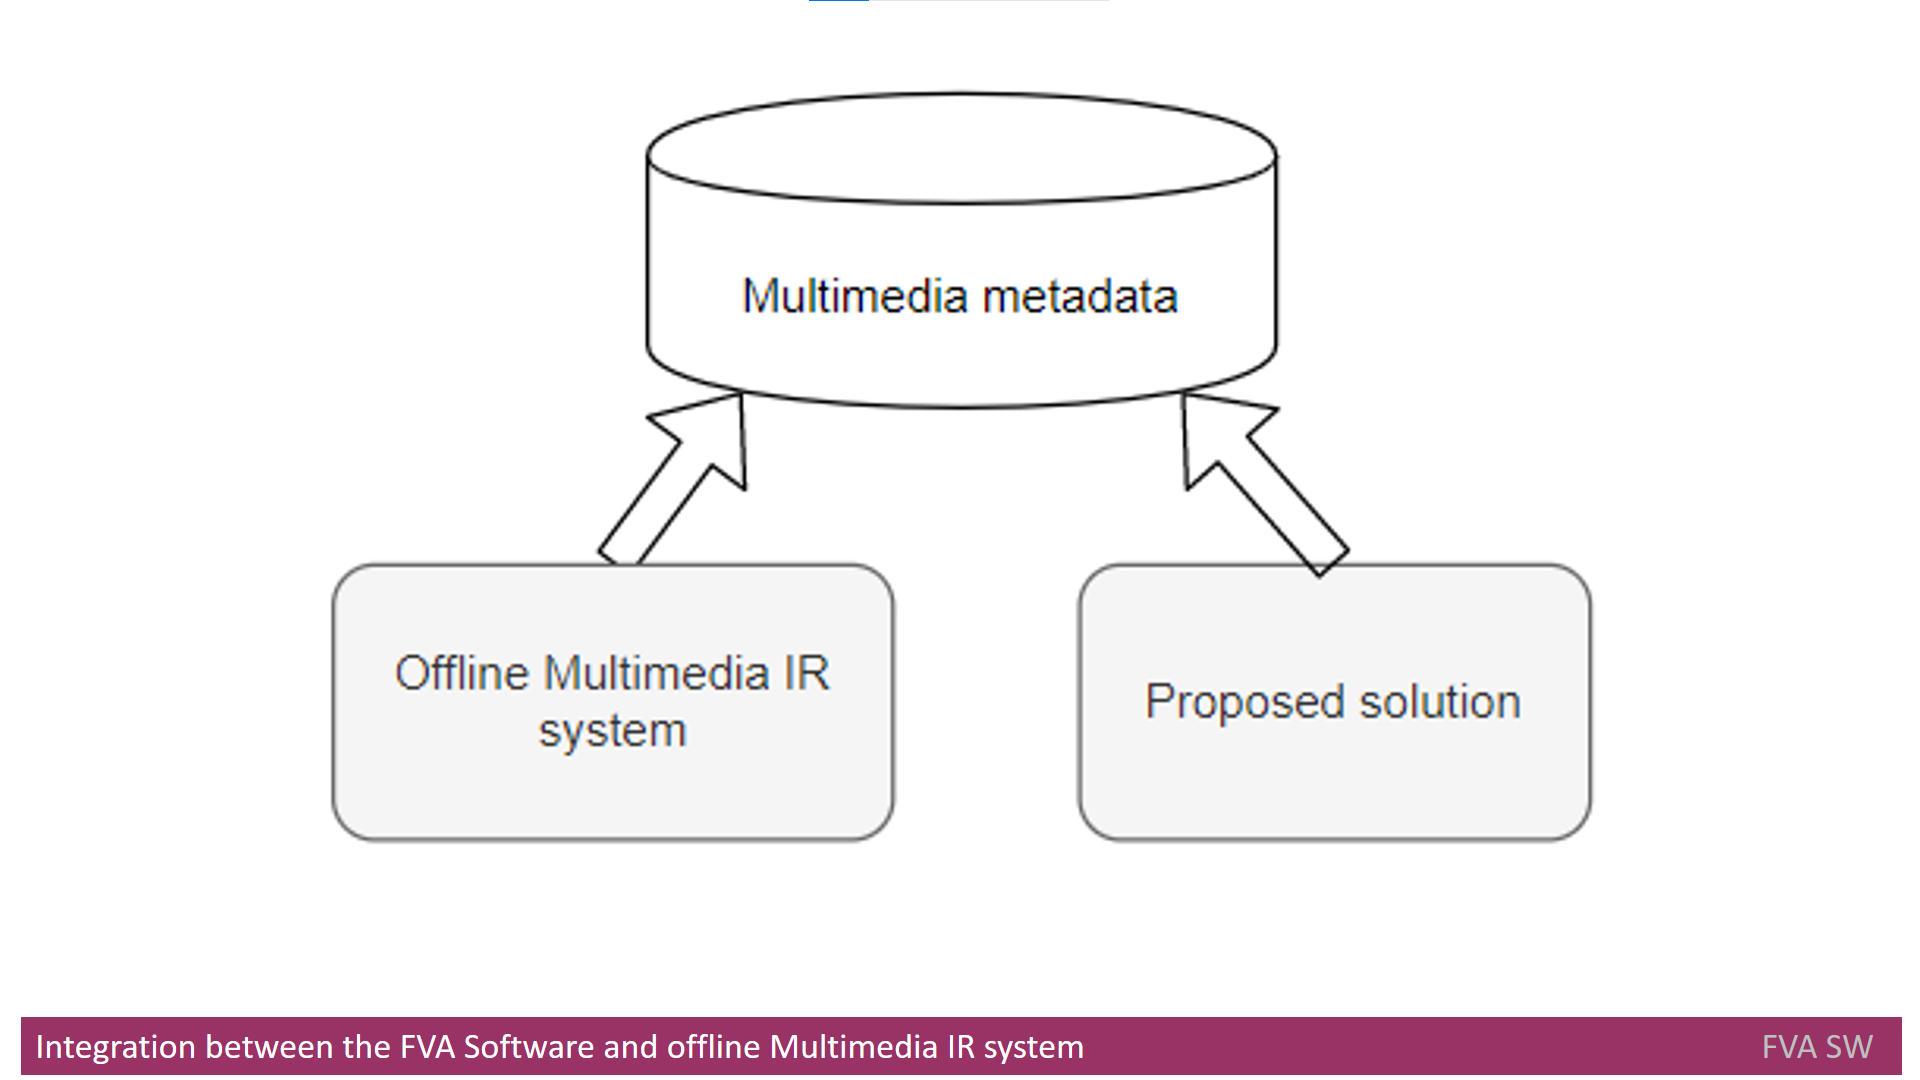 Multimedia metadata
Offline Multimedia IR
system
Proposed solution
Integration between the FVA Software and offline Multimedia IR system
FVA SW